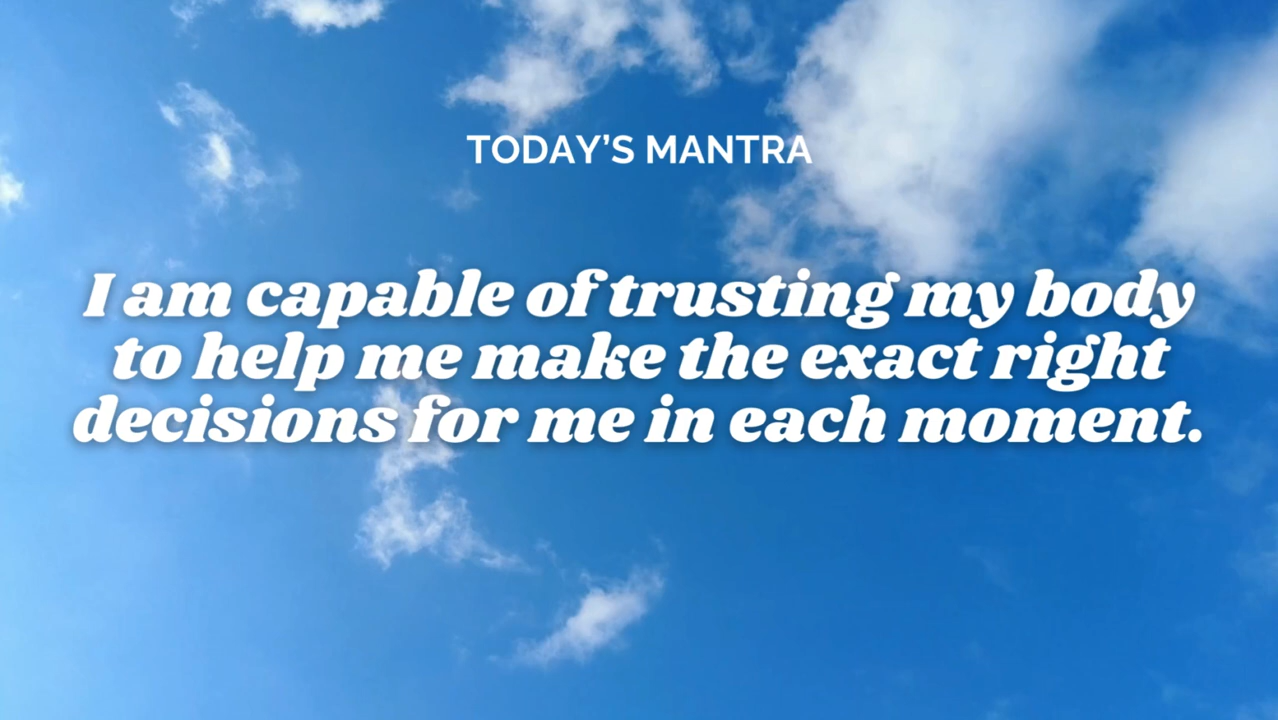 TODAY’S MANTRA
I am capable of trusting my body
to help me make the exact right
decisions for me in each moment.